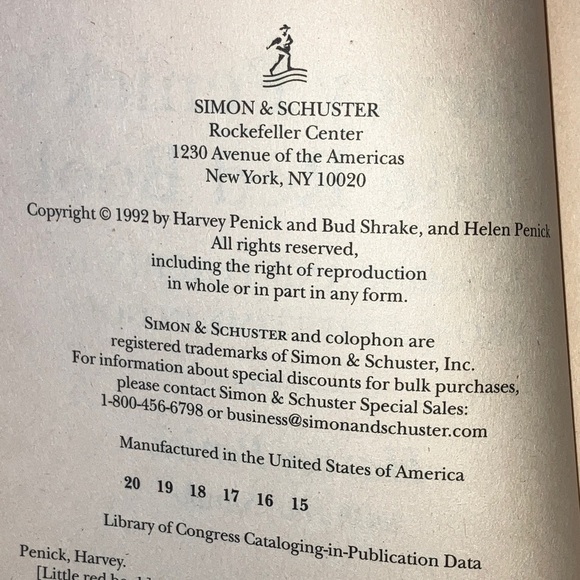 SIMON & SCHUSTER
Rockefeller Center
1230 Avenue of the Americas
New York, NY 10020
Copyright © 1992 by Harvey Penick and Bud Shrake, and Helen Penick
All rights reserved,
including the right of reproduction
in whole or in part in any form.
SIMON & SCHUSTER and colophon are
registered trademarks of Simon & Schuster, Inc.
For information about special discounts for bulk purchases,
please contact Simon & Schuster Special Sales:
1-800-456-6798 or business@simonandschuster.com
Manufactured in the United States of America
20 19 18 17 16 15
Library of Congress Cataloging-in-Publication Data
Penick, Harvey.
[Little red